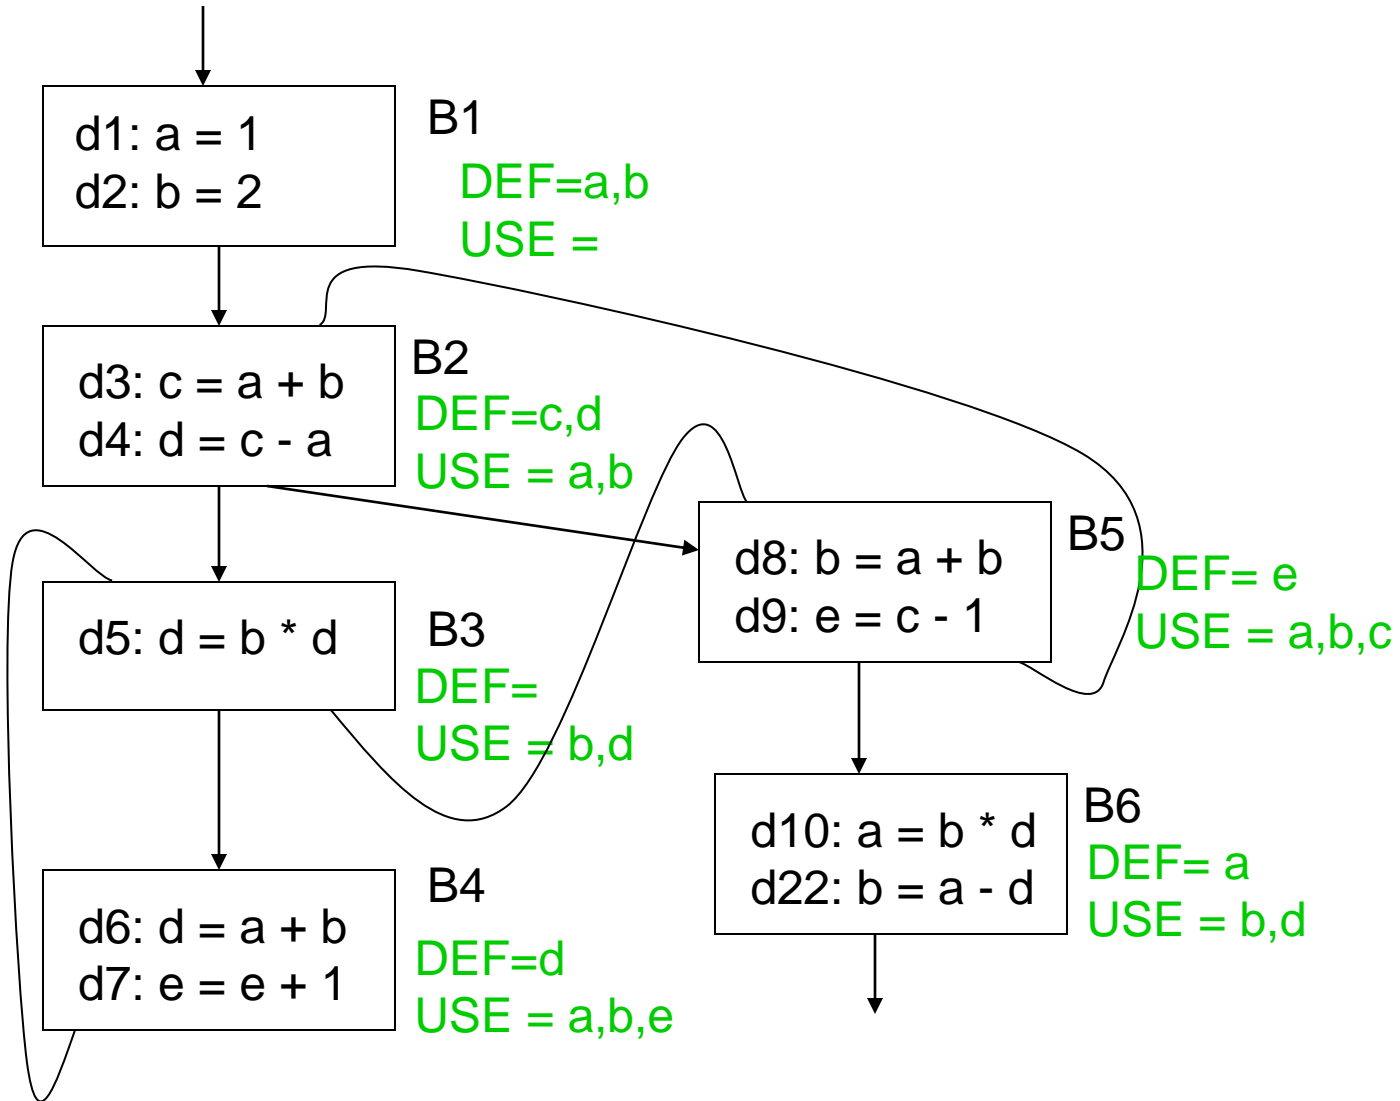 d1: a = 1
d2: b = 2
B1
DEF=a,b
USE =
d3: c = a + b
d4: d = c - a
B2
DEF=c,d
USE = a,b
d5: d = b * d
B3
DEF=
USE = b,d
d6: d = a + b
d7: e = e + 1
B4
DEF=d
USE = a,b,e
d8: b = a + b
d9: e = c - 1
B5
DEF= e
USE = a,b,c
d10: a = b * d
d22: b = a - d
B6
DEF= a
USE = b,d